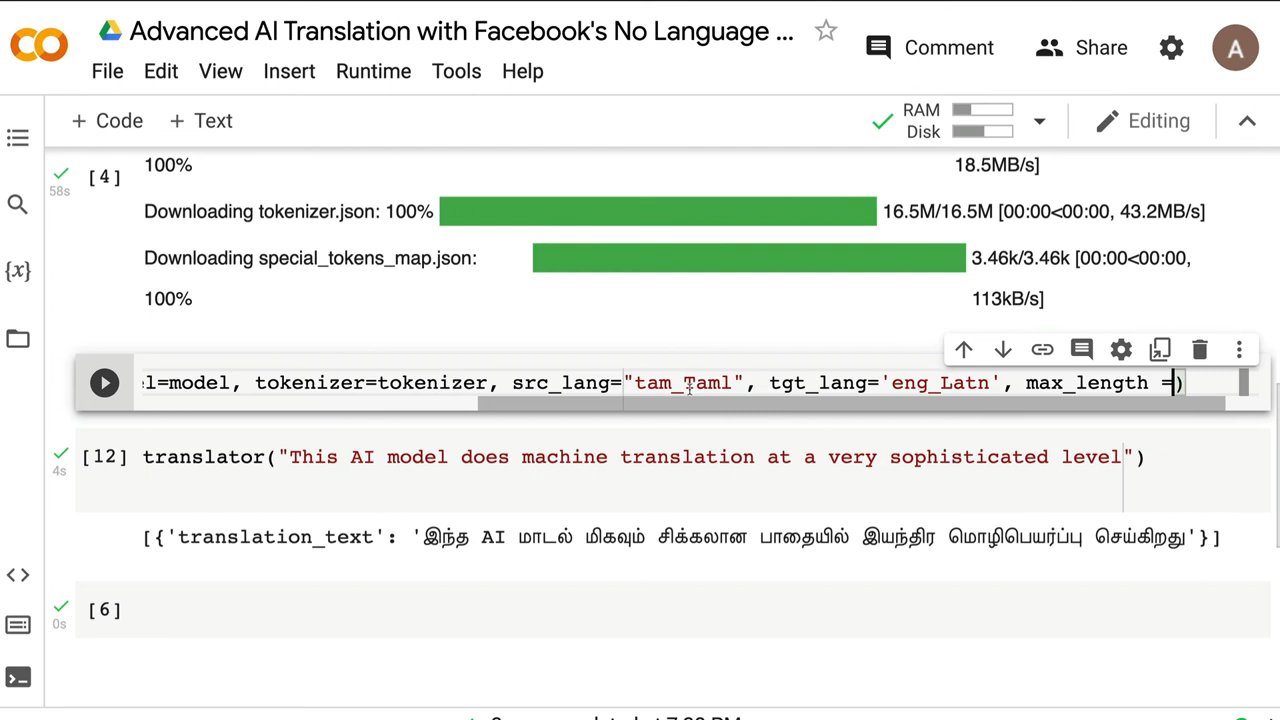 Advanced AI Translation with Facebook's No Language ...
Comment
Share
A
File Edit View Insert Runtime Tools Help
+ Code + Text
RAM
Disk
Editing
[4]
58s
100% 18.5MB/s]
Downloading tokenizer.json: 100% 16.5M/16.5M [00:00<00:00, 43.2MB/s]
Downloading special_tokens_map.json: 3.46k/3.46k [00:00<00:00,
100% 113kB/s]
el=model, tokenizer=tokenizer, src_lang="tam_Taml", tgt_lang='eng_Latn', max_length =)
[12] translator("This AI model does machine translation at a very sophisticated level")
4s
[{'translation_text': 'இந்த AI மாடல் மிகவும் சிக்கலான பாதையில் இயந்திர மொழிபெயர்ப்பு செய்கிறது'}]
[6]
0s